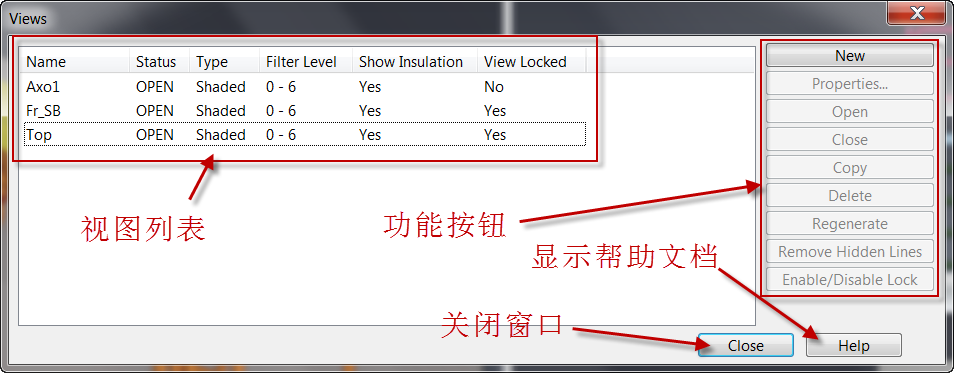 Views
Name Status Type Filter Level Show Insulation View Locked
Axo1 OPEN Shaded 0 - 6 Yes No
Fr_SB OPEN Shaded 0 - 6 Yes Yes
Top OPEN Shaded 0 - 6 Yes Yes
视图列表
功能按钮
显示帮助文档
关闭窗口
New
Properties...
Open
Close
Copy
Delete
Regenerate
Remove Hidden Lines
Enable/Disable Lock
Close
Help